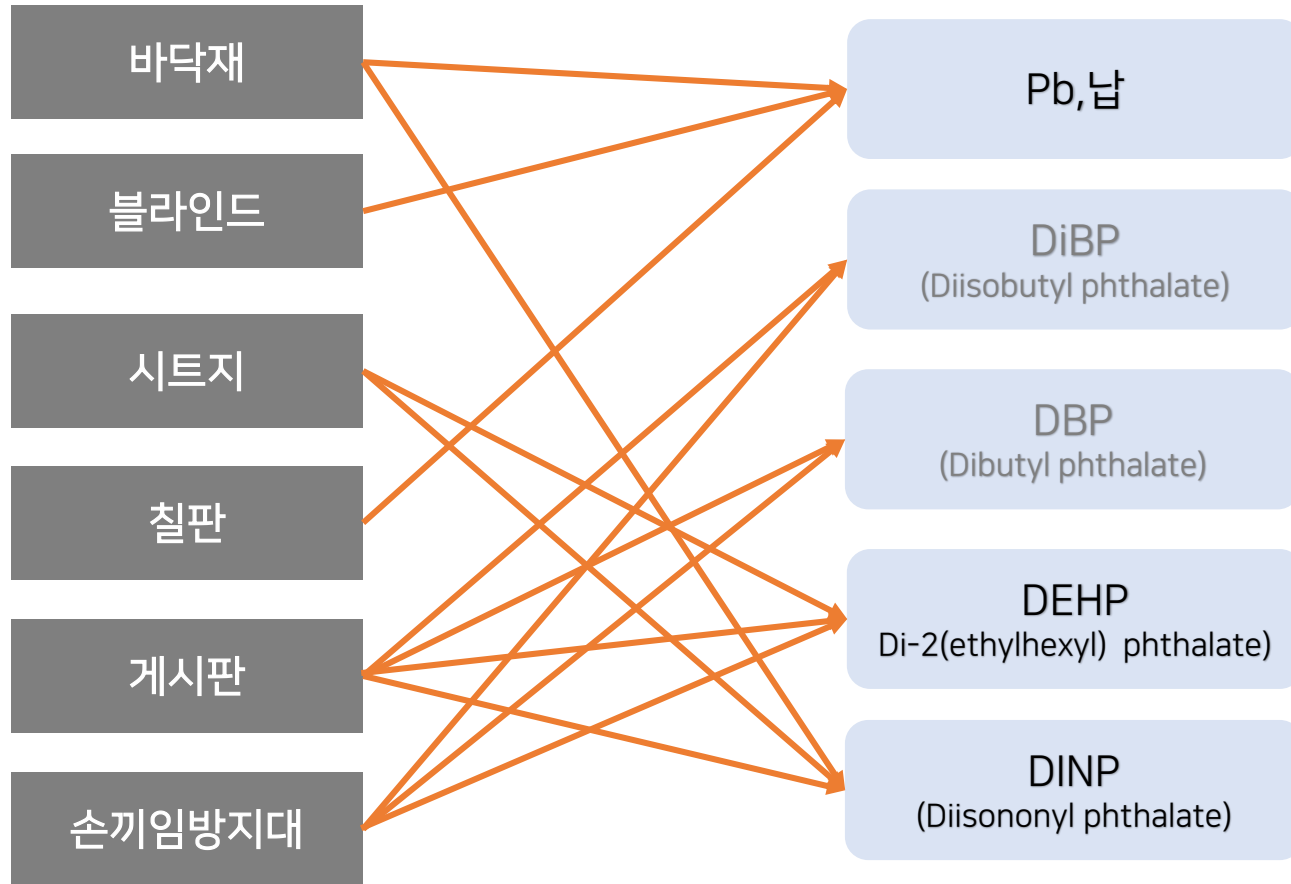 바닥재
블라인드
시트지
칠판
게시판
손끼임방지대
Pb,납
DiBP
(Diisobutyl phthalate)
DBP
(Dibutyl phthalate)
DEHP
Di-2(ethylhexyl) phthalate)
DINP
(Diisononyl phthalate)